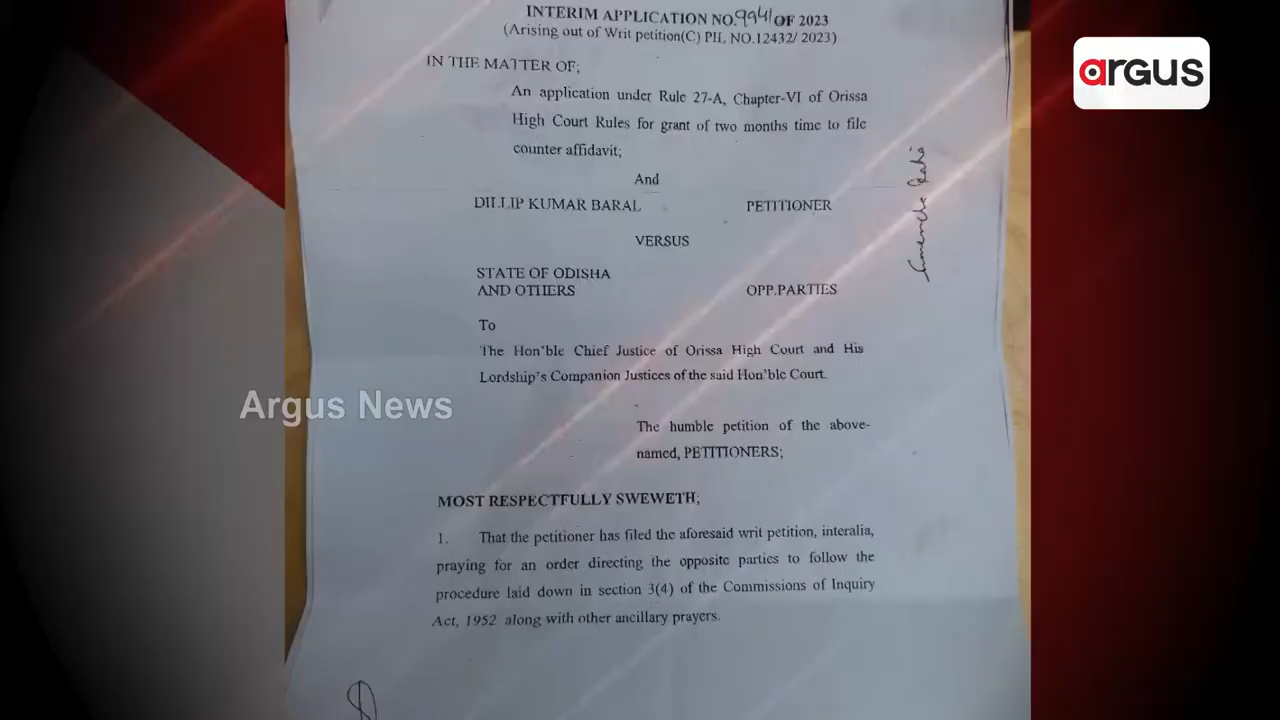 INTERIM APPLICATION NO.9941 OF 2023
(Arising out of Writ petition(C) PIL NO.12432/ 2023)
IN THE MATTER OF;
An application under Rule 27-A, Chapter-VI of Orissa
High Court Rules for grant of two months time to file
counter affidavit;
And
DILLIP KUMAR BARAL PETITIONER
VERSUS
STATE OF ODISHA
AND OTHERS OPP.PARTIES
To
The Hon'ble Chief Justice of Orissa High Court and His
Lordship's Companion Justices of the said Hon'ble Court.
The humble petition of the above-
named, PETITIONERS;
MOST RESPECTFULLY SWEWETH;
1. That the petitioner has filed the aforesaid writ petition, interalia,
praying for an order directing the opposite parties to follow the
procedure laid down in section 3(4) of the Commissions of Inquiry
Act, 1952 along with other ancillary prayers.
argus
Argus News